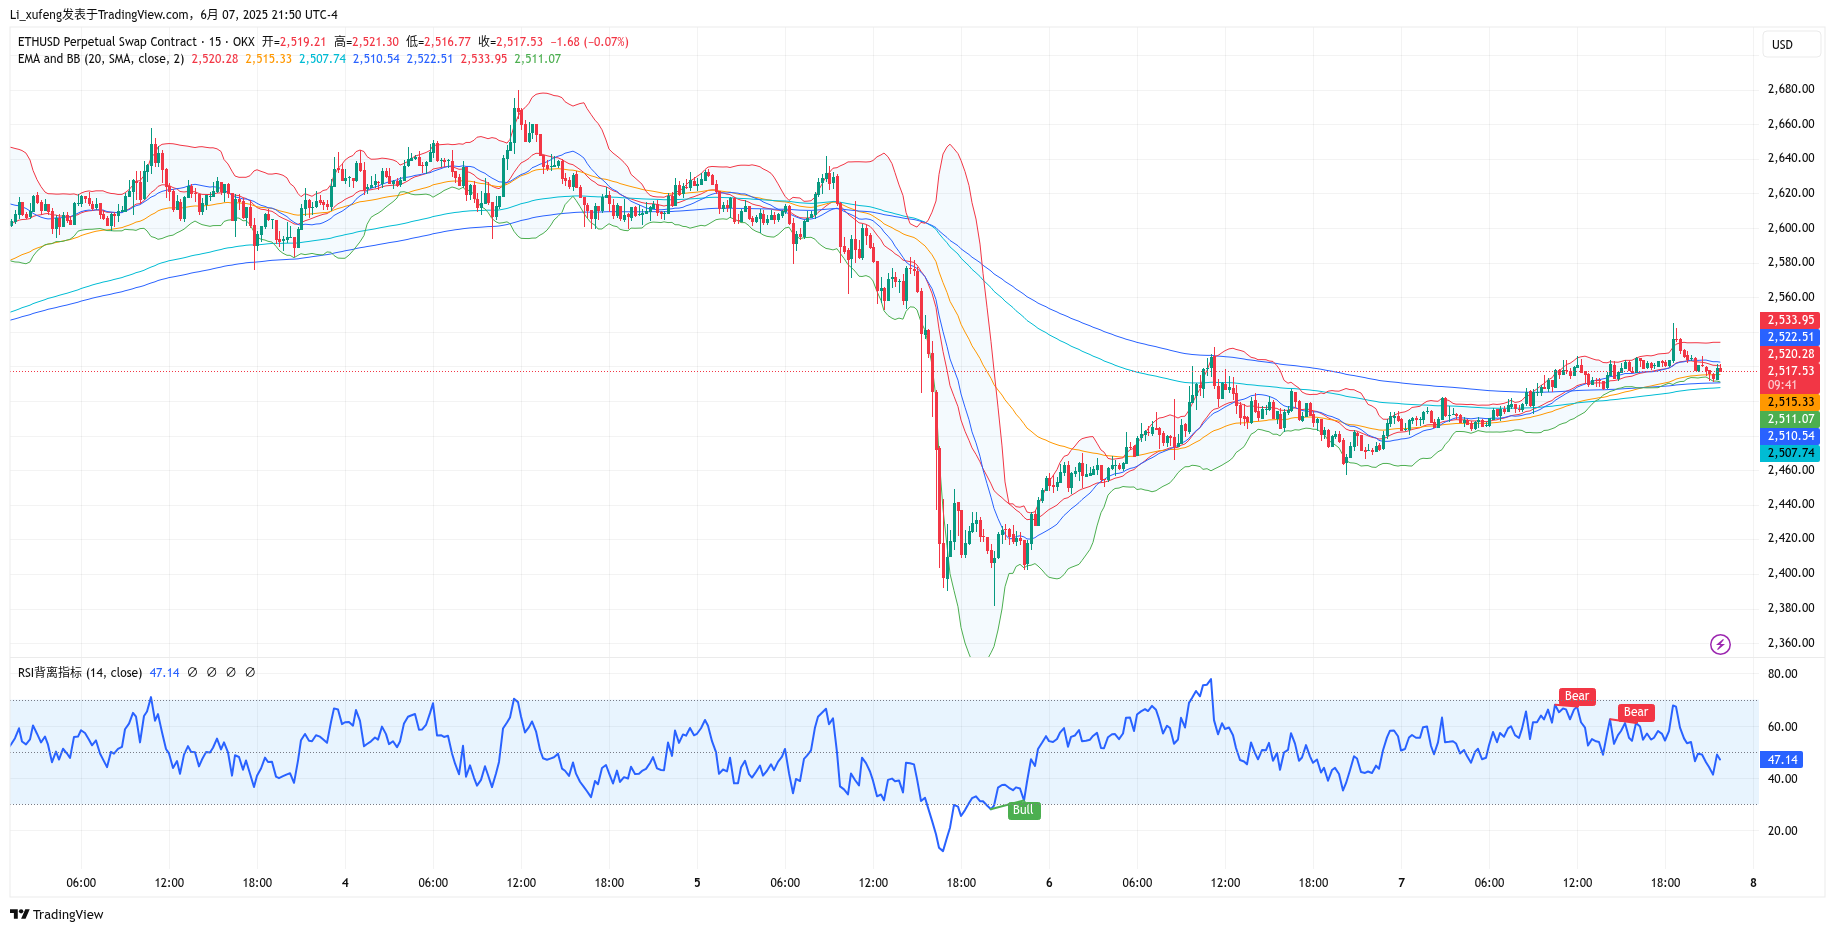 Li_xufeng发表于TradingView.com，6月 07, 2025 21:50 UTC-4
ETHUSD Perpetual Swap Contract · 15 · OKX 开=2,519.21 高=2,521.30 低=2,516.77 收=2,517.53 −1.68 (−0.07%)
USD
EMA and BB (20, SMA, close, 2) 2,520.28 2,515.33 2,507.74 2,510.54 2,522.51 2,533.95 2,511.07
2,680.00
2,660.00
2,640.00
2,620.00
2,600.00
2,580.00
2,560.00
2,533.95
2,522.51
2,520.28
2,517.53
09:41
2,515.33
2,511.07
2,510.54
2,507.74
2,460.00
2,440.00
2,420.00
2,400.00
2,380.00
2,360.00
RSI背离指标 (14, close) 47.14 ∅ ∅ ∅ ∅
80.00
Bear
Bear
60.00
47.14
40.00
Bull
20.00
06:00 12:00 18:00 4 06:00 12:00 18:00 5 06:00 12:00 18:00 6 06:00 12:00 18:00 7 06:00 12:00 18:00 8
TradingView